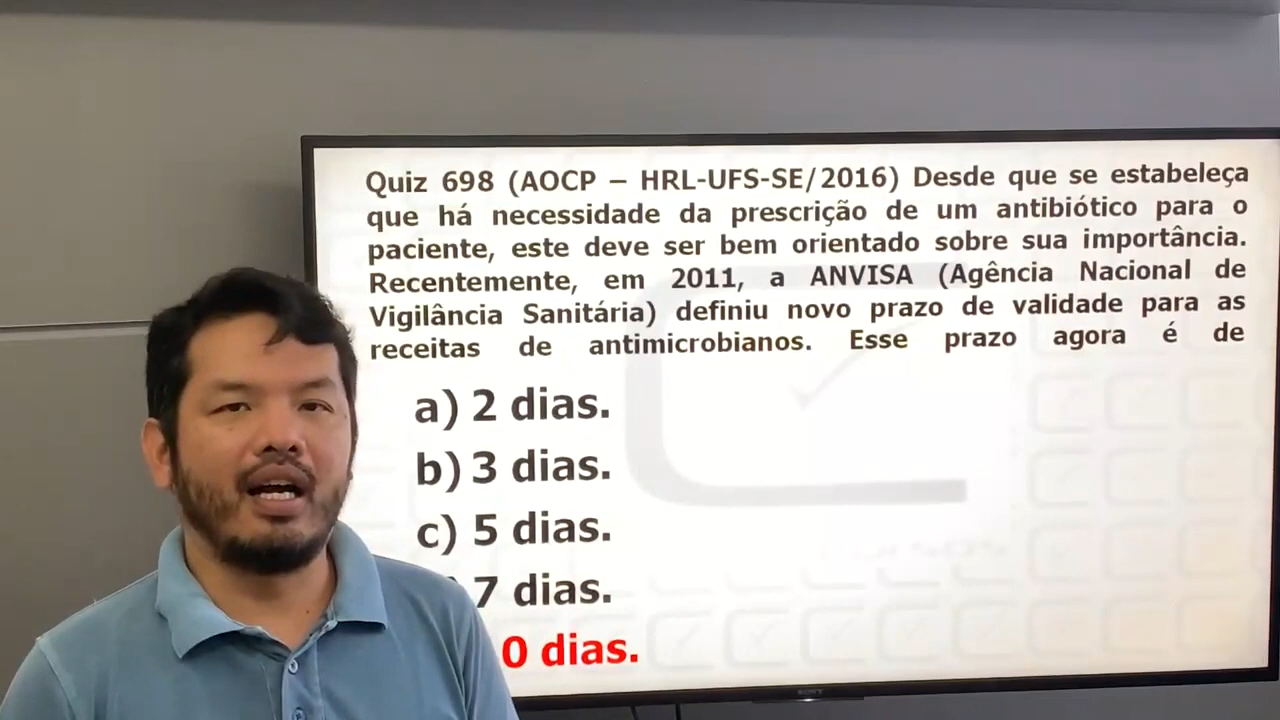 Quiz 698 (AOCP – HRL-UFS-SE/2016) Desde que se estabeleça
que há necessidade da prescrição de um antibiótico para o
paciente, este deve ser bem orientado sobre sua importância.
Recentemente, em 2011, a ANVISA (Agência Nacional de
Vigilância Sanitária) definiu novo prazo de validade para as
receitas de antimicrobianos. Esse prazo agora é de
a) 2 dias.
b) 3 dias.
c) 5 dias.
7 dias.
0 dias.
SONY